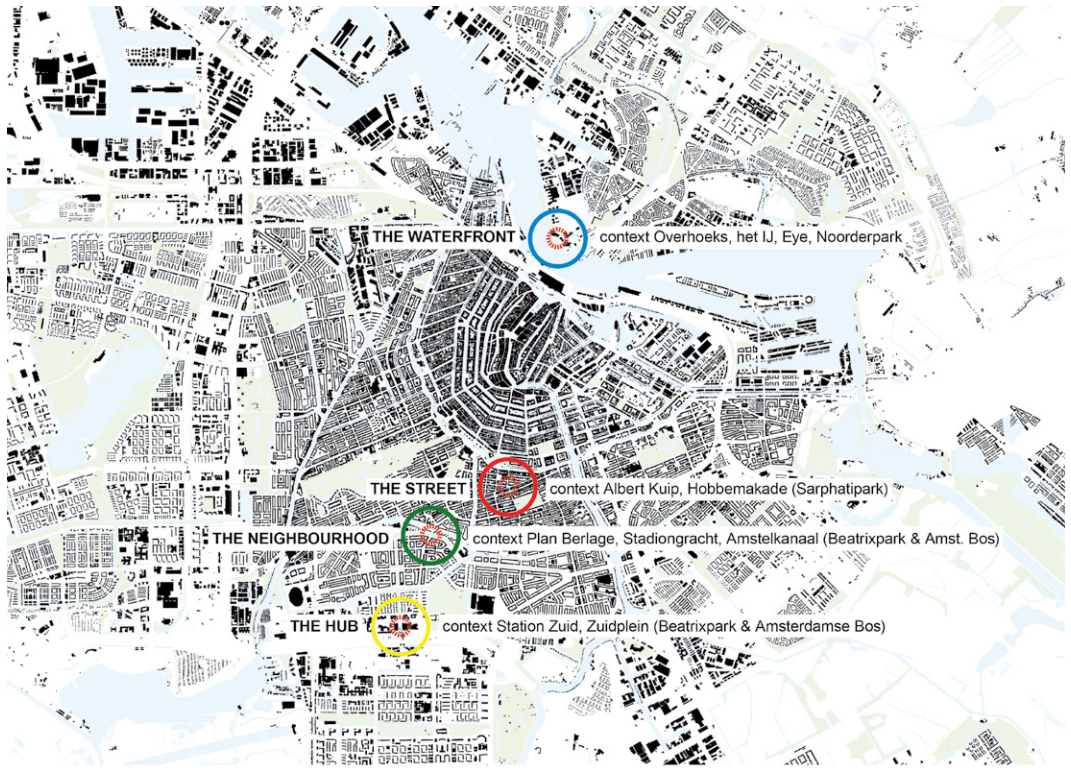 THE WATERFRONT context Overhoeks, het IJ, Eye, Noorderpark
THE STREET context Albert Kuip, Hobbemakade (Sarphatipark)
THE NEIGHBOURHOOD context Plan Berlage, Stadiongracht, Amstelkanaal (Beatrixpark & Amst. Bos)
THE HUB context Station Zuid, Zuidplein (Beatrixpark & Amsterdamse Bos)